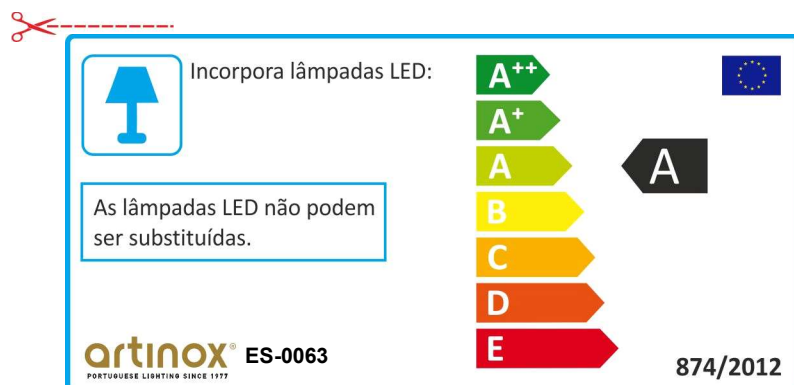 Incorpora lâmpadas LED:
As lâmpadas LED não podem
ser substituídas.
A++
A+
A
B
C
D
E
A
artinox® ES-0063
PORTUGUESE LIGHTING SINCE 1977
874/2012